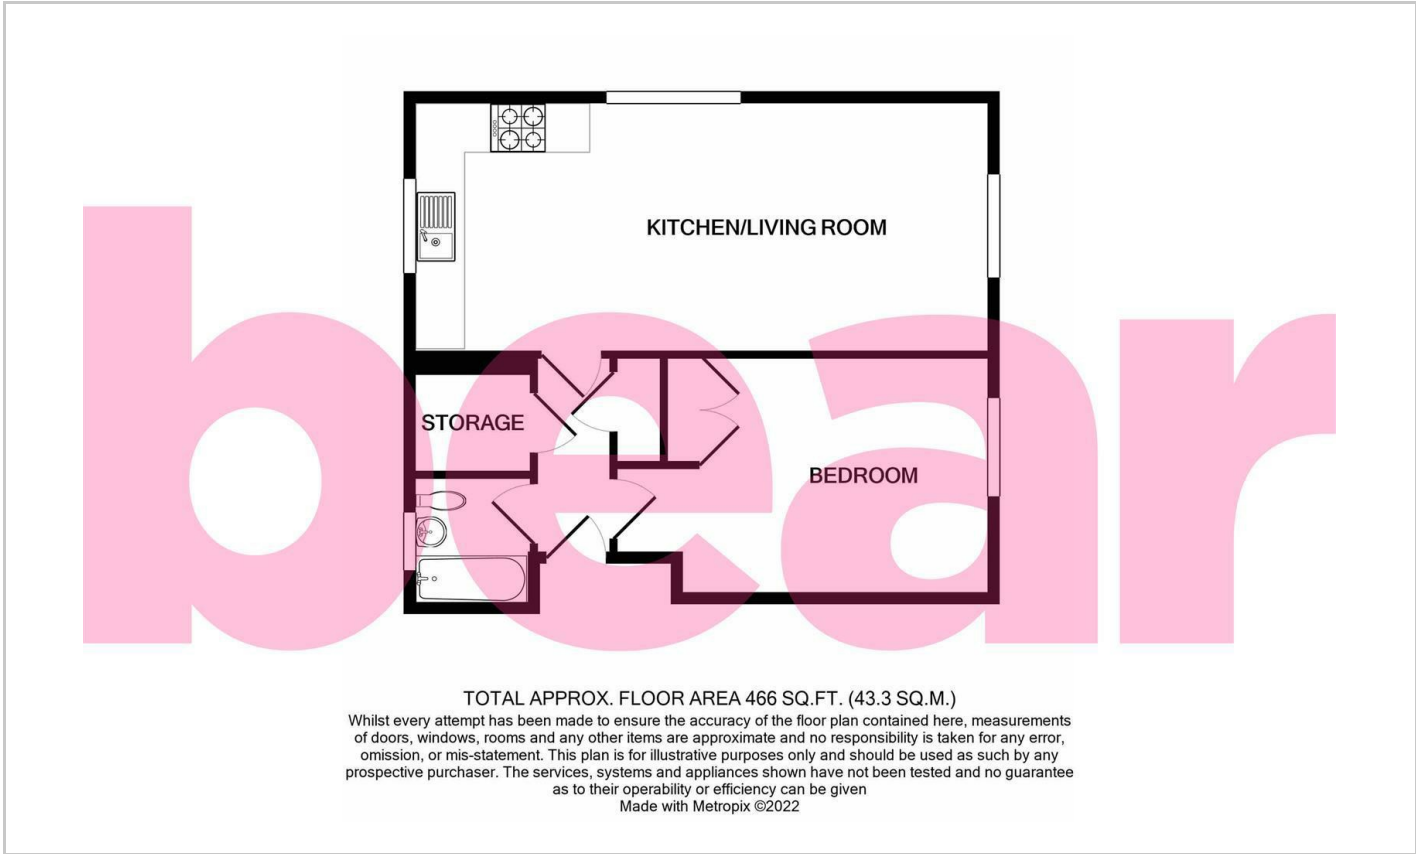 KITCHEN/LIVING ROOM
STORAGE
BEDROOM
bear
TOTAL APPROX. FLOOR AREA 466 SQ.FT. (43.3 SQ.M.)
Whilst every attempt has been made to ensure the accuracy of the floor plan contained here, measurements
of doors, windows, rooms and any other items are approximate and no responsibility is taken for any error,
omission, or mis-statement. This plan is for illustrative purposes only and should be used as such by any
prospective purchaser. The services, systems and appliances shown have not been tested and no guarantee
as to their operability or efficiency can be given
Made with Metropix ©2022